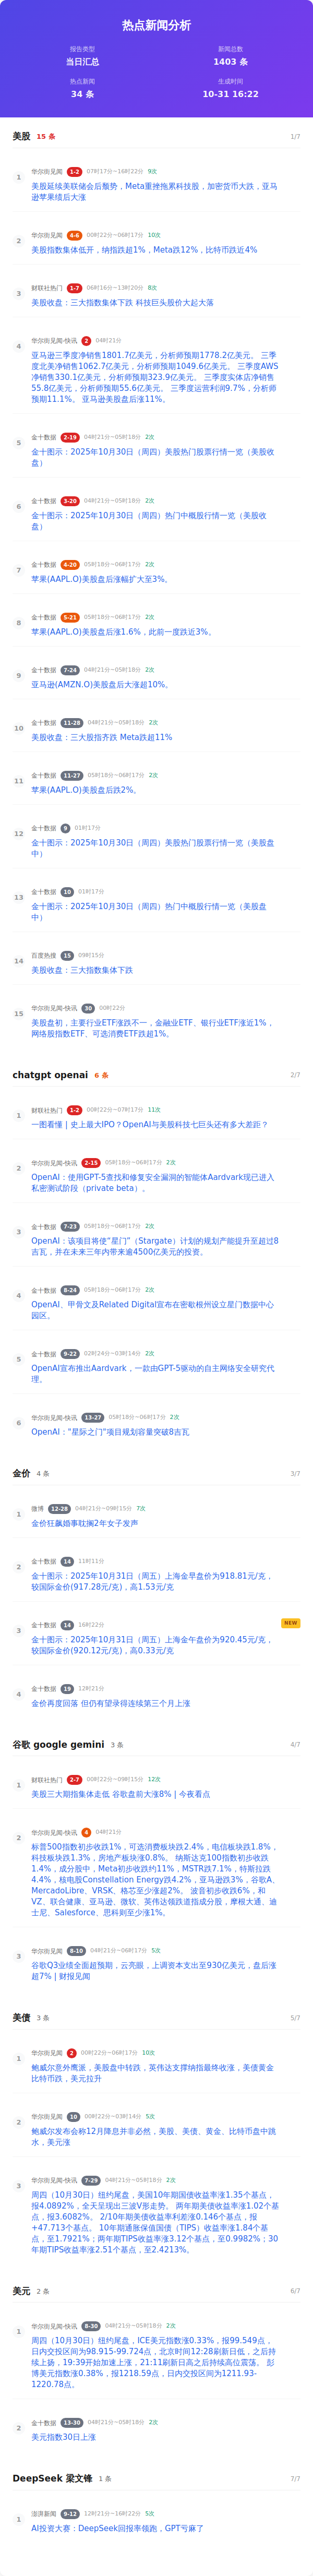 热点新闻分析
报告类型
当日汇总
新闻总数
1403 条
热点新闻
34 条
生成时间
10-31 16:22
美股 15 条 1/7
1 华尔街见闻 1-2 07时17分~16时22分 9次
美股延续美联储会后颓势，Meta重挫拖累科技股，加密货币大跌，亚马
逊苹果绩后大涨
2 华尔街见闻 4-6 00时22分~06时17分 10次
美股指数集体低开，纳指跌超1%，Meta跌12%，比特币跌近4%
3 财联社热门 1-7 06时16分~13时20分 8次
美股收盘：三大指数集体下跌 科技巨头股价大起大落
4 华尔街见闻-快讯 2 04时21分
亚马逊三季度净销售1801.7亿美元，分析师预期1778.2亿美元。 三季
度北美净销售1062.7亿美元，分析师预期1049.6亿美元。 三季度AWS
净销售330.1亿美元，分析师预期323.9亿美元。 三季度实体店净销售
55.8亿美元，分析师预期55.6亿美元。 三季度运营利润9.7%，分析师
预期11.1%。 亚马逊美股盘后涨11%。
5 金十数据 2-19 04时21分~05时18分 2次
金十图示：2025年10月30日（周四）美股热门股票行情一览（美股收
盘）
6 金十数据 3-20 04时21分~05时18分 2次
金十图示：2025年10月30日（周四）热门中概股行情一览（美股收
盘）
7 金十数据 4-20 05时18分~06时17分 2次
苹果(AAPL.O)美股盘后涨幅扩大至3%。
8 金十数据 5-21 05时18分~06时17分 2次
苹果(AAPL.O)美股盘后涨1.6%，此前一度跌近3%。
9 金十数据 7-24 04时21分~05时18分 2次
亚马逊(AMZN.O)美股盘后大涨超10%。
10 金十数据 11-28 04时21分~05时18分 2次
美股收盘：三大股指齐跌 Meta跌超11%
11 金十数据 11-27 05时18分~06时17分 2次
苹果(AAPL.O)美股盘后跌2%。
12 金十数据 9 01时17分
金十图示：2025年10月30日（周四）美股热门股票行情一览（美股盘
中）
13 金十数据 10 01时17分
金十图示：2025年10月30日（周四）热门中概股行情一览（美股盘
中）
14 百度热搜 15 09时15分
美股收盘：三大指数集体下跌
15 华尔街见闻-快讯 30 00时22分
美股盘初，主要行业ETF涨跌不一，金融业ETF、银行业ETF涨近1%，
网络股指数ETF、可选消费ETF跌超1%。
chatgpt openai 6 条 2/7
1 财联社热门 1-2 00时22分~07时17分 11次
一图看懂 | 史上最大IPO？OpenAI与美股科技七巨头还有多大差距？
2 华尔街见闻-快讯 2-15 05时18分~06时17分 2次
OpenAI：使用GPT-5查找和修复安全漏洞的智能体Aardvark现已进入
私密测试阶段（private beta）。
3 金十数据 7-23 05时18分~06时17分 2次
OpenAI：该项目将使“星门”（Stargate）计划的规划产能提升至超过8
吉瓦，并在未来三年内带来逾4500亿美元的投资。
4 金十数据 8-24 05时18分~06时17分 2次
OpenAI、甲骨文及Related Digital宣布在密歇根州设立星门数据中心
园区。
5 金十数据 9-22 02时24分~03时14分 2次
OpenAI宣布推出Aardvark，一款由GPT-5驱动的自主网络安全研究代
理。
6 华尔街见闻-快讯 13-27 05时18分~06时17分 2次
OpenAI：“星际之门”项目规划容量突破8吉瓦
金价 4 条 3/7
1 微博 12-28 04时21分~09时15分 7次
金价狂飙婚事耽搁2年女子发声
2 金十数据 14 11时11分
金十图示：2025年10月31日（周五）上海金早盘价为918.81元/克，
较国际金价(917.28元/克)，高1.53元/克
3 金十数据 14 16时22分 NEW
金十图示：2025年10月31日（周五）上海金午盘价为920.45元/克，
较国际金价(920.12元/克)，高0.33元/克
4 金十数据 19 12时21分
金价再度回落 但仍有望录得连续第三个月上涨
谷歌 google gemini 3 条 4/7
1 财联社热门 2-7 00时22分~09时15分 12次
美股三大期指集体走低 谷歌盘前大涨8% | 今夜看点
2 华尔街见闻-快讯 4 04时21分
标普500指数初步收跌1%，可选消费板块跌2.4%，电信板块跌1.8%，
科技板块跌1.3%，房地产板块涨0.8%。 纳斯达克100指数初步收跌
1.4%，成分股中，Meta初步收跌约11%，MSTR跌7.1%，特斯拉跌
4.4%，核电股Constellation Energy跌4.2%，亚马逊跌3%，谷歌A、
MercadoLibre、VRSK、格芯至少涨超2%。 波音初步收跌6%，和
VZ、联合健康、亚马逊、微软、英伟达领跌道指成分股，摩根大通、迪
士尼、Salesforce、思科则至少涨1%。
3 华尔街见闻 8-10 04时21分~06时17分 5次
谷歌Q3业绩全面超预期，云亮眼，上调资本支出至930亿美元，盘后涨
超7% | 财报见闻
美债 3 条 5/7
1 华尔街见闻 2 00时22分~06时17分 10次
鲍威尔意外鹰派，美股盘中转跌，英伟达支撑纳指最终收涨，美债黄金
比特币跌，美元拉升
2 华尔街见闻 10 00时22分~03时14分 5次
鲍威尔发布会称12月降息并非必然，美股、美债、黄金、比特币盘中跳
水，美元涨
3 华尔街见闻-快讯 7-29 04时21分~05时18分 2次
周四（10月30日）纽约尾盘，美国10年期国债收益率涨1.35个基点，
报4.0892%，全天呈现出三波V形走势。 两年期美债收益率涨1.02个基
点，报3.6082%。 2/10年期美债收益率利差涨0.146个基点，报
+47.713个基点。 10年期通胀保值国债（TIPS）收益率涨1.84个基
点，至1.7921%；两年期TIPS收益率涨3.12个基点，至0.9982%；30
年期TIPS收益率涨2.51个基点，至2.4213%。
美元 2 条 6/7
1 华尔街见闻-快讯 8-30 04时21分~05时18分 2次
周四（10月30日）纽约尾盘，ICE美元指数涨0.33%，报99.549点，
日内交投区间为98.915-99.724点，北京时间12:28刷新日低，之后持
续上扬，19:39开始加速上涨，21:11刷新日高之后持续高位震荡。 彭
博美元指数涨0.38%，报1218.59点，日内交投区间为1211.93-
1220.78点。
2 金十数据 13-30 04时21分~05时18分 2次
美元指数30日上涨
DeepSeek 梁文锋 1 条 7/7
1 澎湃新闻 9-12 12时21分~16时22分 5次
AI投资大赛：DeepSeek回报率领跑，GPT亏麻了